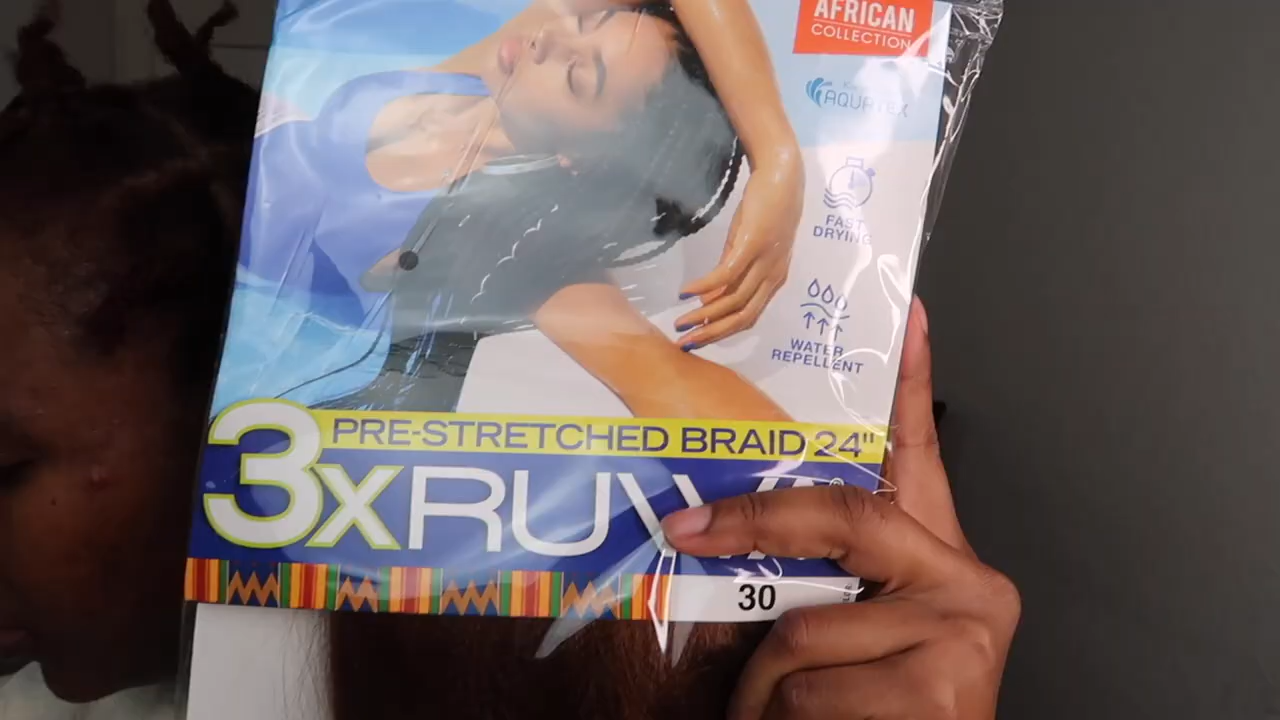 AFRICAN
COLLECTION
AQUATEX
FAST
DRYING
WATER
REPELLENT
PRE-STRETCHED BRAID 24"
3x
30